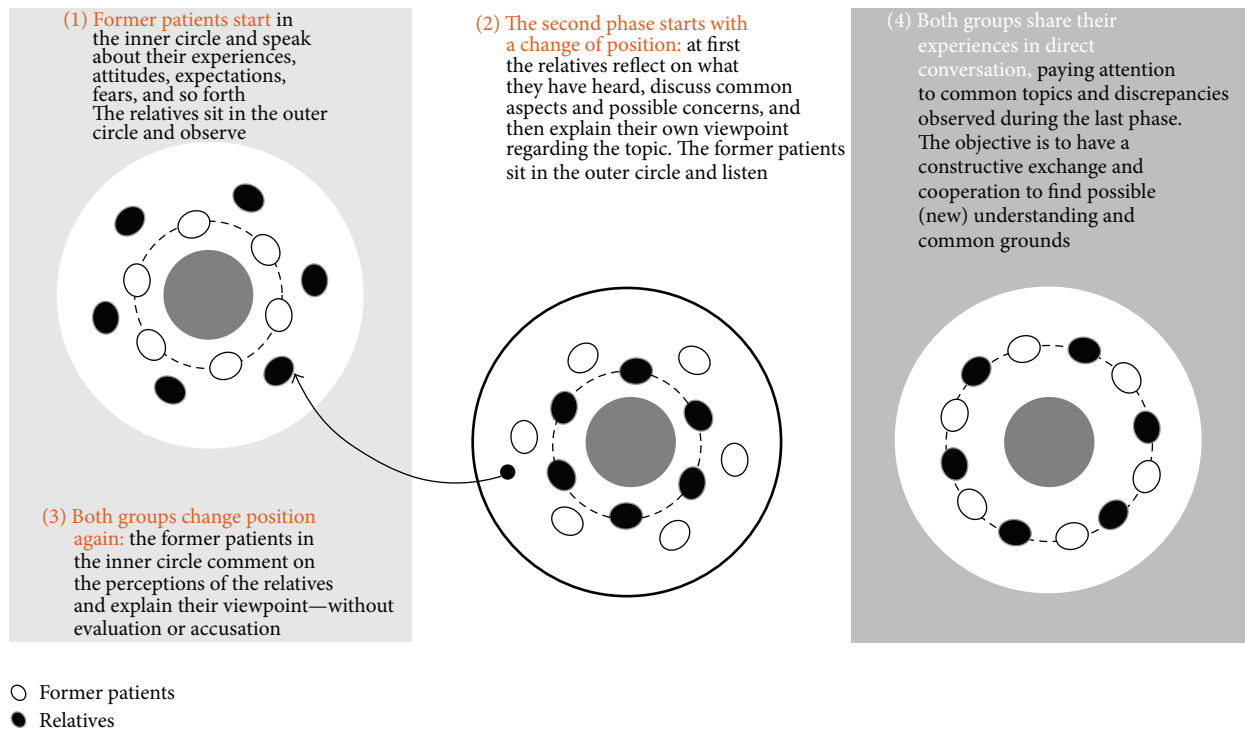 (1) Former patients start in
the inner circle and speak
about their experiences,
attitudes, expectations,
fears, and so forth
The relatives sit in the outer
circle and observe
(2) The second phase starts with
a change of position: at first
the relatives reflect on what
they have heard, discuss common
aspects and possible concerns, and
then explain their own viewpoint
regarding the topic. The former patients
sit in the outer circle and listen
(3) Both groups change position
again: the former patients in
the inner circle comment on
the perceptions of the relatives
and explain their viewpoint—without
evaluation or accusation
(4) Both groups share their
experiences in direct
conversation, paying attention
to common topics and discrepancies
observed during the last phase.
The objective is to have a
constructive exchange and
cooperation to find possible
(new) understanding and
common grounds
Former patients
Relatives